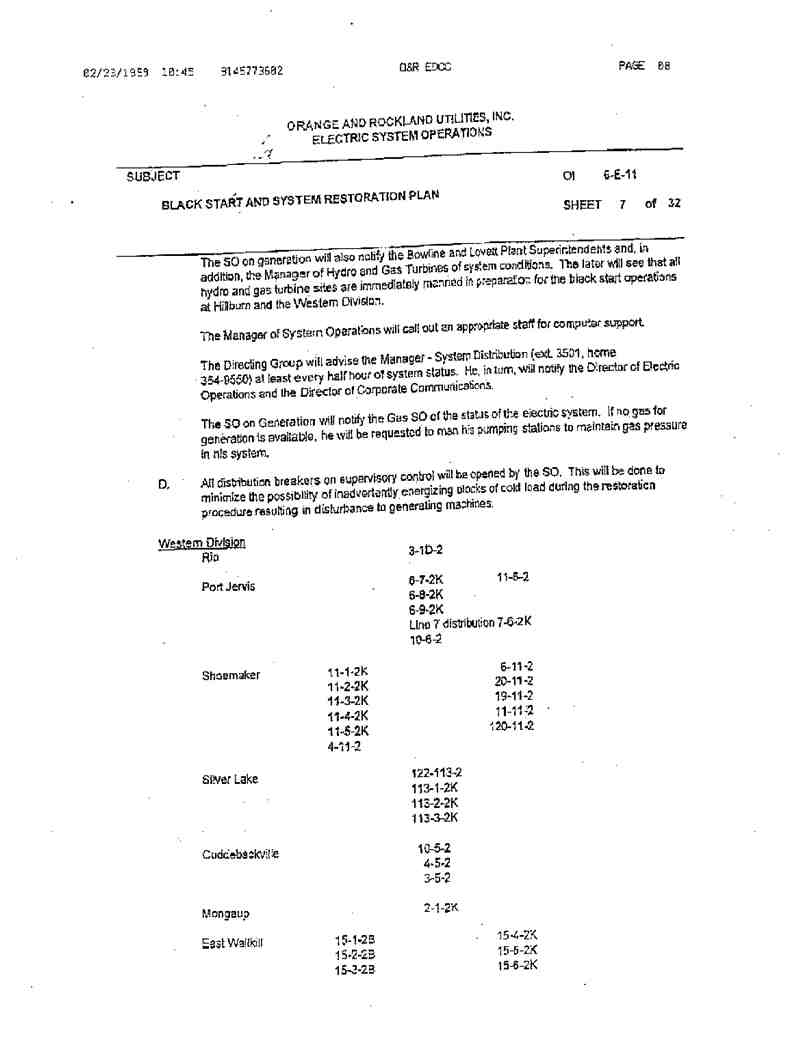 02/23/1999 10:45 9145773602 O&R EDCC PAGE 08
ORANGE AND ROCKLAND UTILITIES, INC.
ELECTRIC SYSTEM OPERATIONS
SUBJECT OI 6-E-11
BLACK START AND SYSTEM RESTORATION PLAN SHEET 7 of 32
The SO on generation will also notify the Bowline and Lovett Plant Superintendents and, in
addition, the Manager of Hydro and Gas Turbines of system conditions. The later will see that all
hydro and gas turbine sites are immediately manned in preparation for the black start operations
at Hillburn and the Western Division.
The Manager of System Operations will call out an appropriate staff for computer support.
The Directing Group will advise the Manager - System Distribution (ext. 3501, home
354-9550) at least every half hour of system status. He, in turn, will notify the Director of Electric
Operations and the Director of Corporate Communications.
The SO on Generation will notify the Gas SO of the status of the electric system. If no gas for
generation is available, he will be requested to man his pumping stations to maintain gas pressure
in his system.
D. All distribution breakers on supervisory control will be opened by the SO. This will be done to
minimize the possibility of inadvertently energizing blocks of cold load during the restoration
procedure resulting in disturbance to generating machines.
Western Division
Rio 3-1D-2
Port Jervis 6-7-2K 11-6-2
6-8-2K
6-9-2K
Line 7 distribution 7-6-2K
10-6-2
Shoemaker 11-1-2K 6-11-2
11-2-2K 20-11-2
11-3-2K 19-11-2
11-4-2K 11-11-2
11-5-2K 120-11-2
4-11-2
Silver Lake 122-113-2
113-1-2K
113-2-2K
113-3-2K
Cuddebackville 10-5-2
4-5-2
3-5-2
Mongaup 2-1-2K
East Wallkill 15-1-2B 15-4-2K
15-2-2B 15-5-2K
15-3-2B 15-6-2K